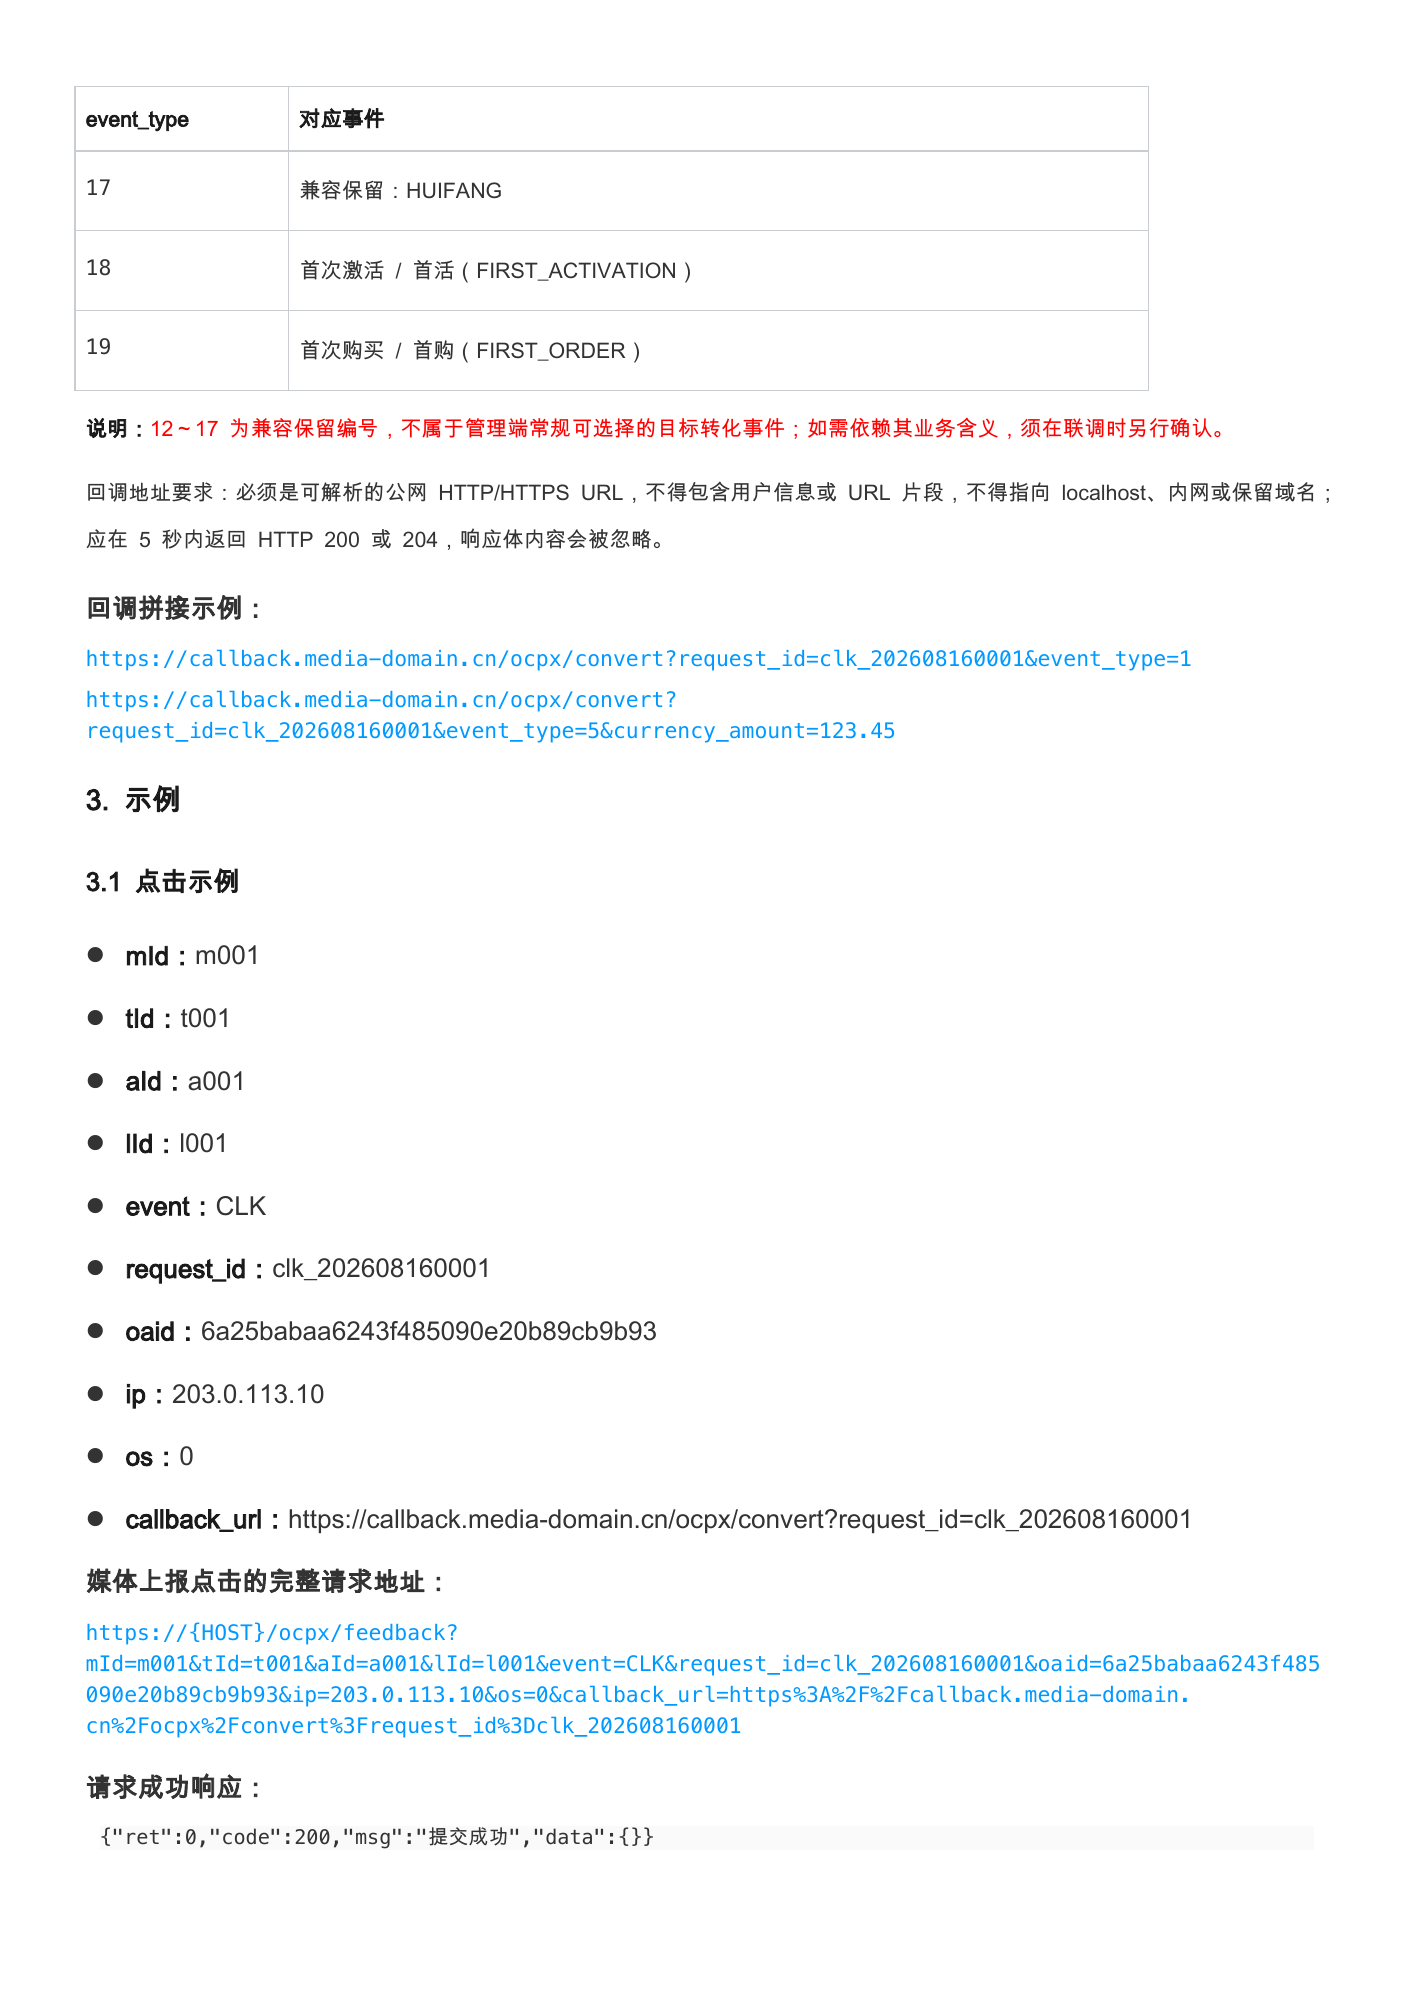 event_type 对应事件
17 兼容保留：HUIFANG
18 首次激活 / 首活（FIRST_ACTIVATION）
19 首次购买 / 首购（FIRST_ORDER）
说明：12～17 为兼容保留编号，不属于管理端常规可选择的目标转化事件；如需依赖其业务含义，须在联调时另行确认。
回调地址要求：必须是可解析的公网 HTTP/HTTPS URL，不得包含用户信息或 URL 片段，不得指向 localhost、内网或保留域名；
应在 5 秒内返回 HTTP 200 或 204，响应体内容会被忽略。
回调拼接示例：
https://callback.media-domain.cn/ocpx/convert?request_id=clk_202608160001&event_type=1
https://callback.media-domain.cn/ocpx/convert?
request_id=clk_202608160001&event_type=5&currency_amount=123.45
3. 示例
3.1 点击示例
● mId：m001
● tId：t001
● aId：a001
● lId：l001
● event：CLK
● request_id：clk_202608160001
● oaid：6a25babaa6243f485090e20b89cb9b93
● ip：203.0.113.10
● os：0
● callback_url：https://callback.media-domain.cn/ocpx/convert?request_id=clk_202608160001
媒体上报点击的完整请求地址：
https://{HOST}/ocpx/feedback?
mId=m001&tId=t001&aId=a001&lId=l001&event=CLK&request_id=clk_202608160001&oaid=6a25babaa6243f485
090e20b89cb9b93&ip=203.0.113.10&os=0&callback_url=https%3A%2F%2Fcallback.media-domain.
cn%2Focpx%2Fconvert%3Frequest_id%3Dclk_202608160001
请求成功响应：
{"ret":0,"code":200,"msg":"提交成功","data":{}}